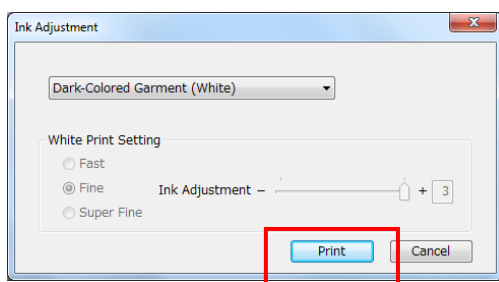 Ink Adjustment
Dark-Colored Garment (White)
White Print Setting
Fast
Fine Ink Adjustment − + 3
Super Fine
Print Cancel